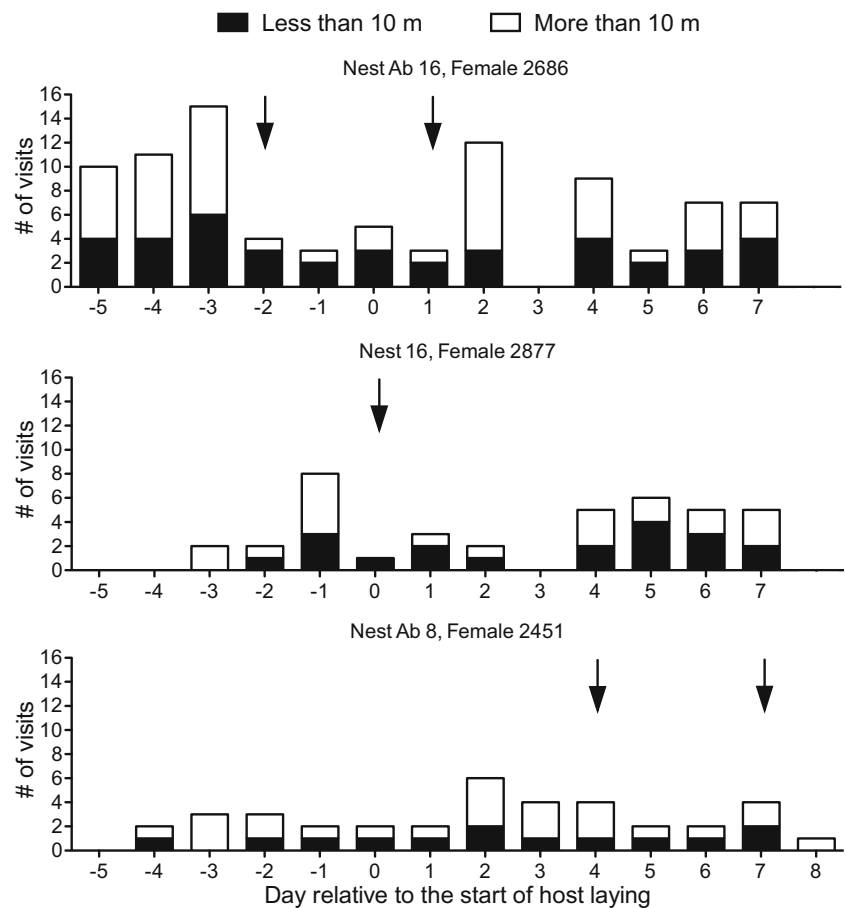 Less than 10 m More than 10 m
Nest Ab 16, Female 2686
# of visits
16
14
12
10
8
6
4
2
0
-5 -4 -3 -2 -1 0 1 2 3 4 5 6 7
Nest 16, Female 2877
# of visits
16
14
12
10
8
6
4
2
0
-5 -4 -3 -2 -1 0 1 2 3 4 5 6 7
Nest Ab 8, Female 2451
# of visits
16
14
12
10
8
6
4
2
0
-5 -4 -3 -2 -1 0 1 2 3 4 5 6 7 8
Day relative to the start of host laying